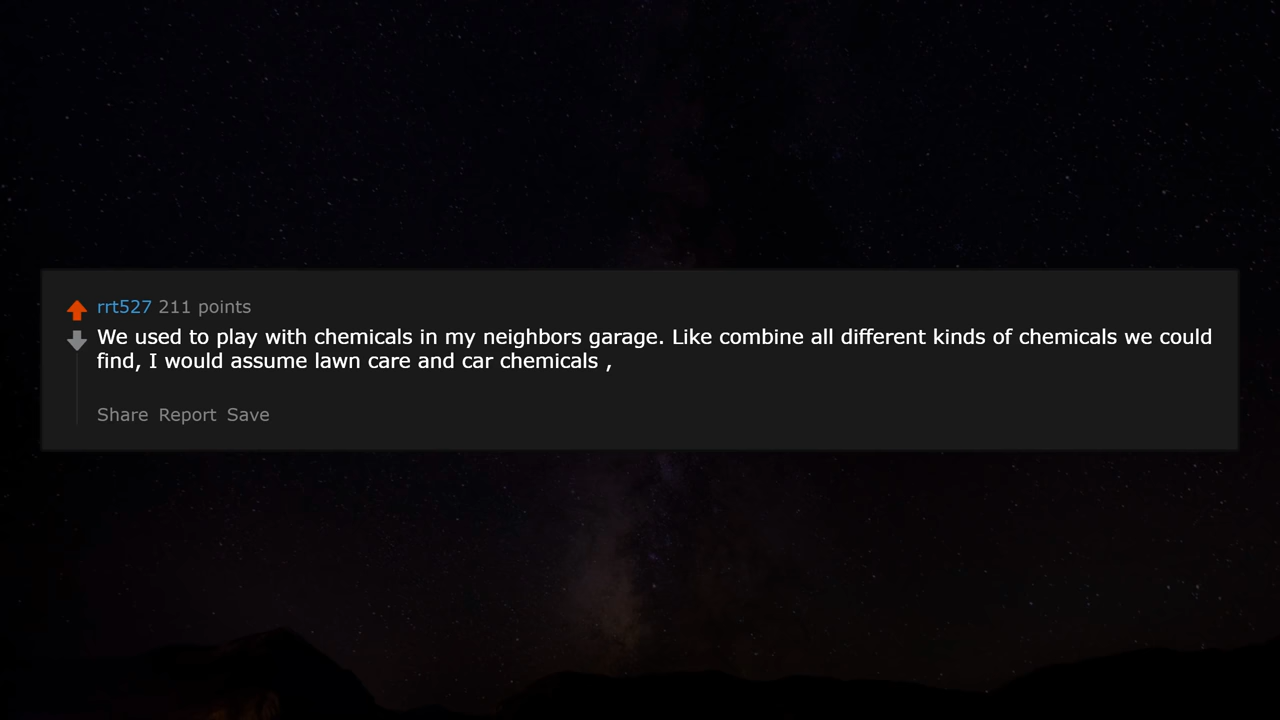 rrt527 211 points
We used to play with chemicals in my neighbors garage. Like combine all different kinds of chemicals we could
find, I would assume lawn care and car chemicals ,
Share Report Save